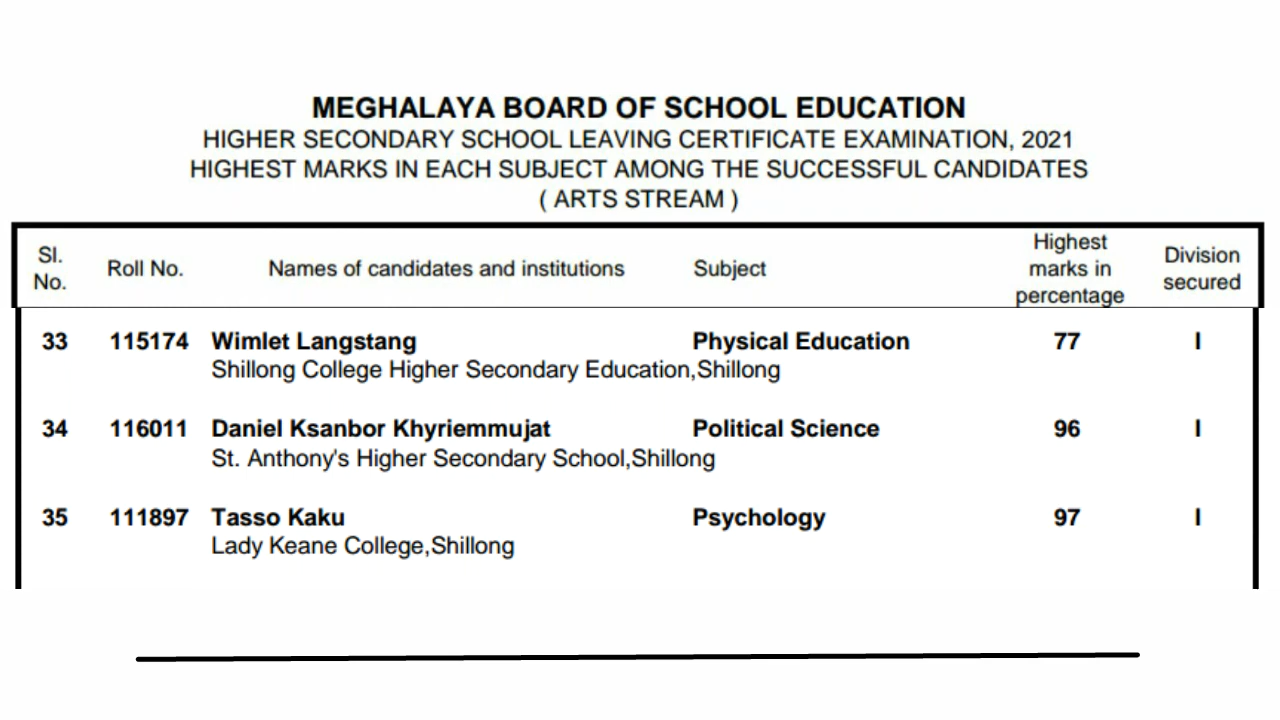 MEGHALAYA BOARD OF SCHOOL EDUCATION
HIGHER SECONDARY SCHOOL LEAVING CERTIFICATE EXAMINATION, 2021
HIGHEST MARKS IN EACH SUBJECT AMONG THE SUCCESSFUL CANDIDATES
( ARTS STREAM )
Sl. No. Roll No. Names of candidates and institutions Subject Highest marks in percentage Division secured
33 115174 Wimlet Langstang Physical Education 77 I
Shillong College Higher Secondary Education,Shillong
34 116011 Daniel Ksanbor Khyriemmujat Political Science 96 I
St. Anthony's Higher Secondary School,Shillong
35 111897 Tasso Kaku Psychology 97 I
Lady Keane College,Shillong